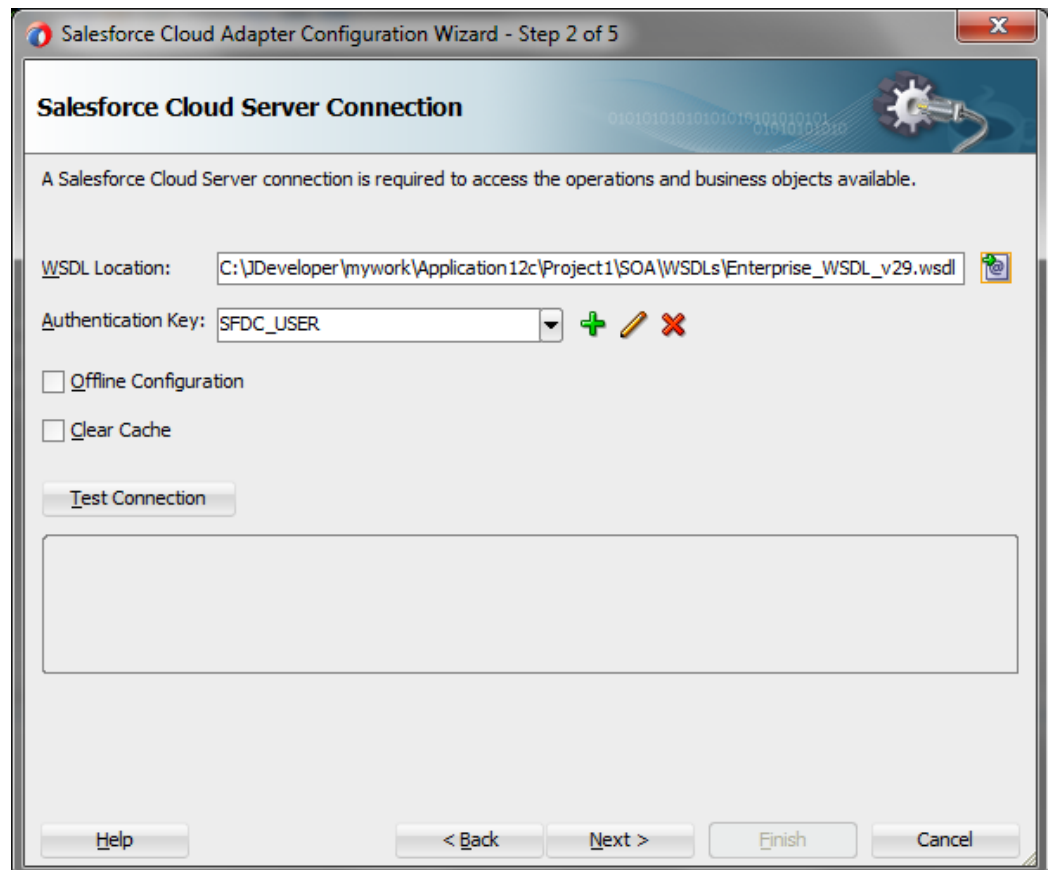 Salesforce Cloud Adapter Configuration Wizard - Step 2 of 5
Salesforce Cloud Server Connection
A Salesforce Cloud Server connection is required to access the operations and business objects available.
WSDL Location: C:\JDeveloper\mywork\Application12c\Project1\SOA\WSDLs\Enterprise_WSDL_v29.wsdl
Authentication Key: SFDC_USER
Offline Configuration
Clear Cache
Test Connection
Help < Back Next > Finish Cancel